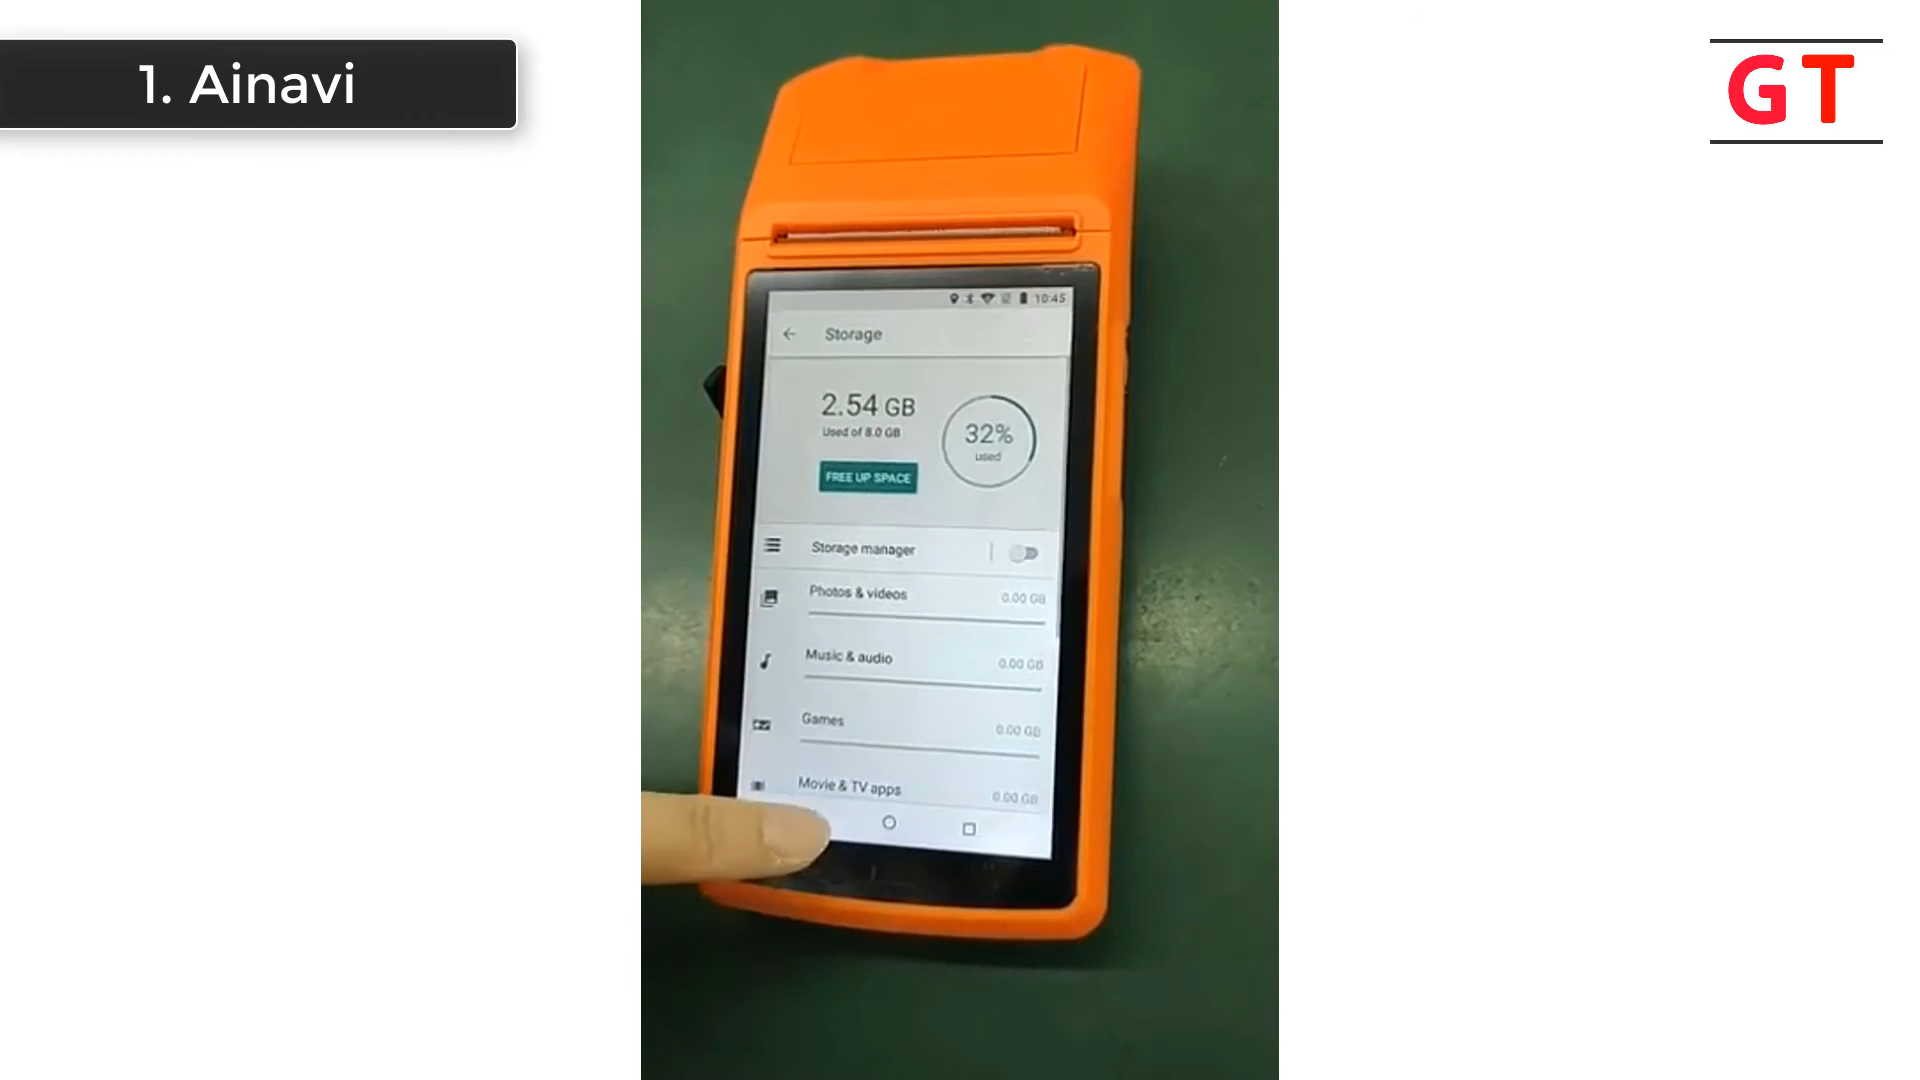 1. Ainavi
GT
10:45
Storage
2.54 GB
Used of 8.0 GB
32%
used
FREE UP SPACE
Storage manager
Photos & videos 0.00 GB
Music & audio 0.00 GB
Games 0.00 GB
Movie & TV apps 0.00 GB